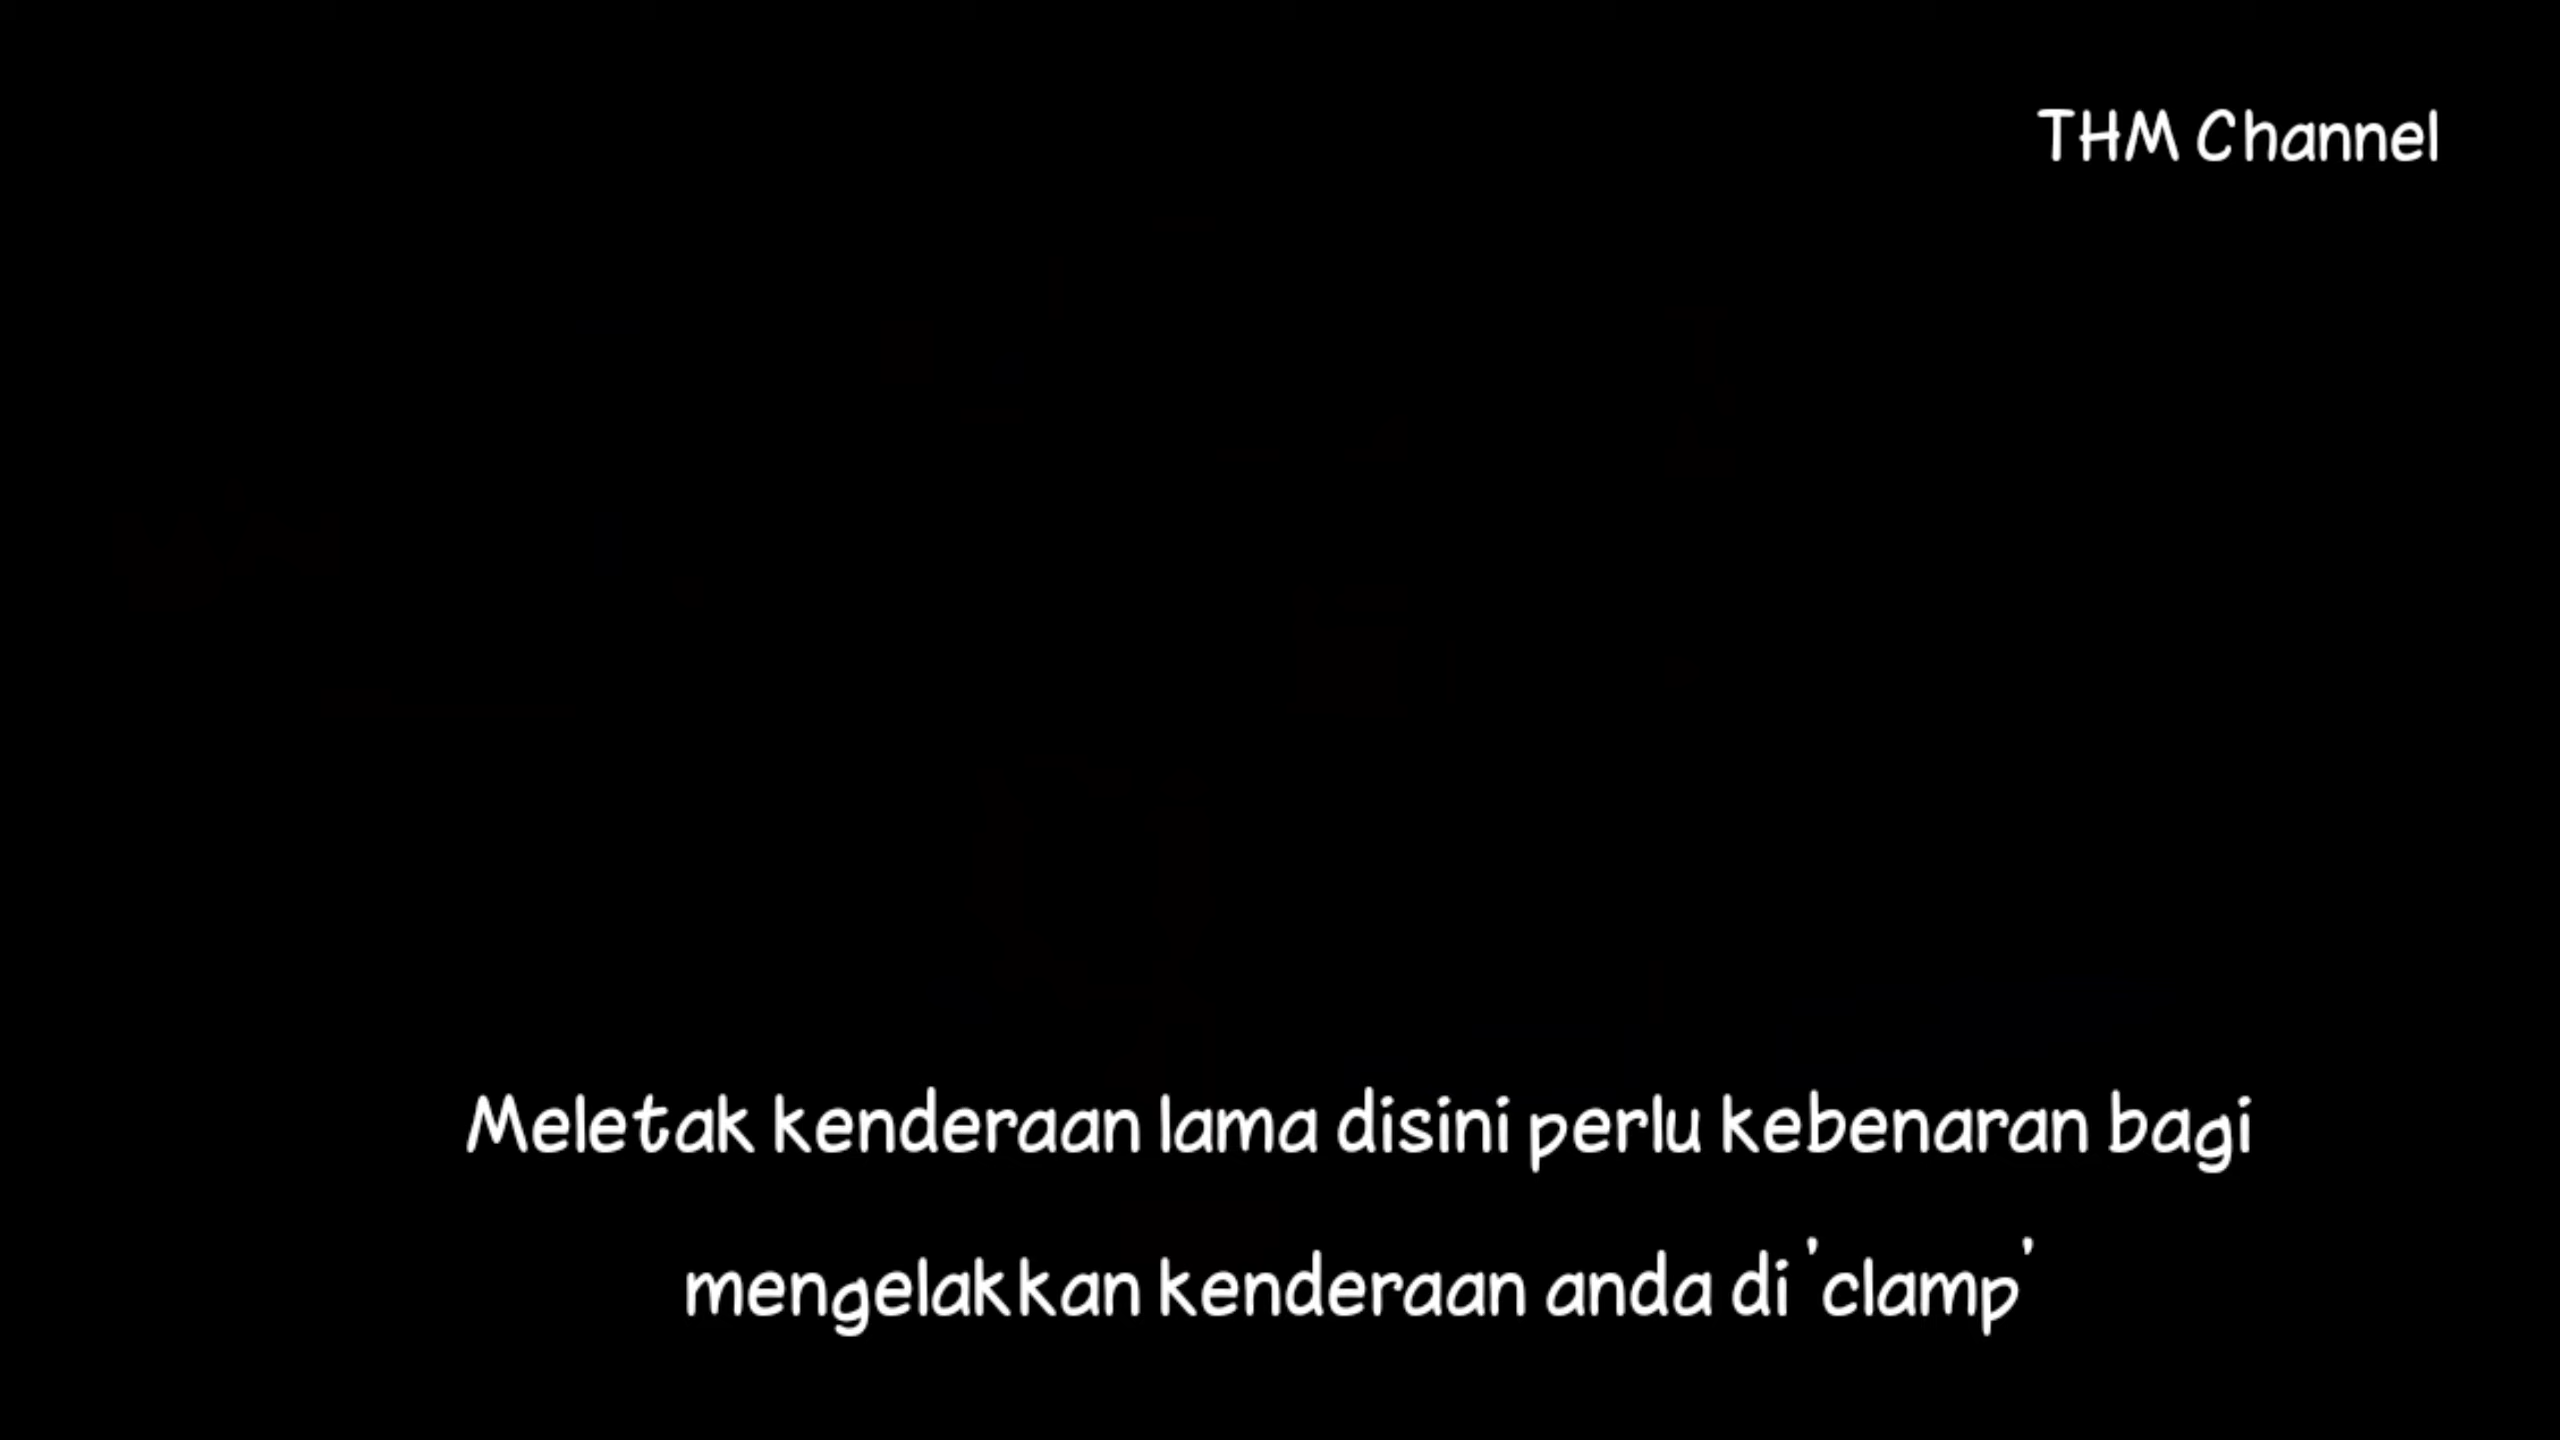 THM Channel
Meletak kenderaan lama disini perlu kebenaran bagi
mengelakkan kenderaan anda di 'clamp'